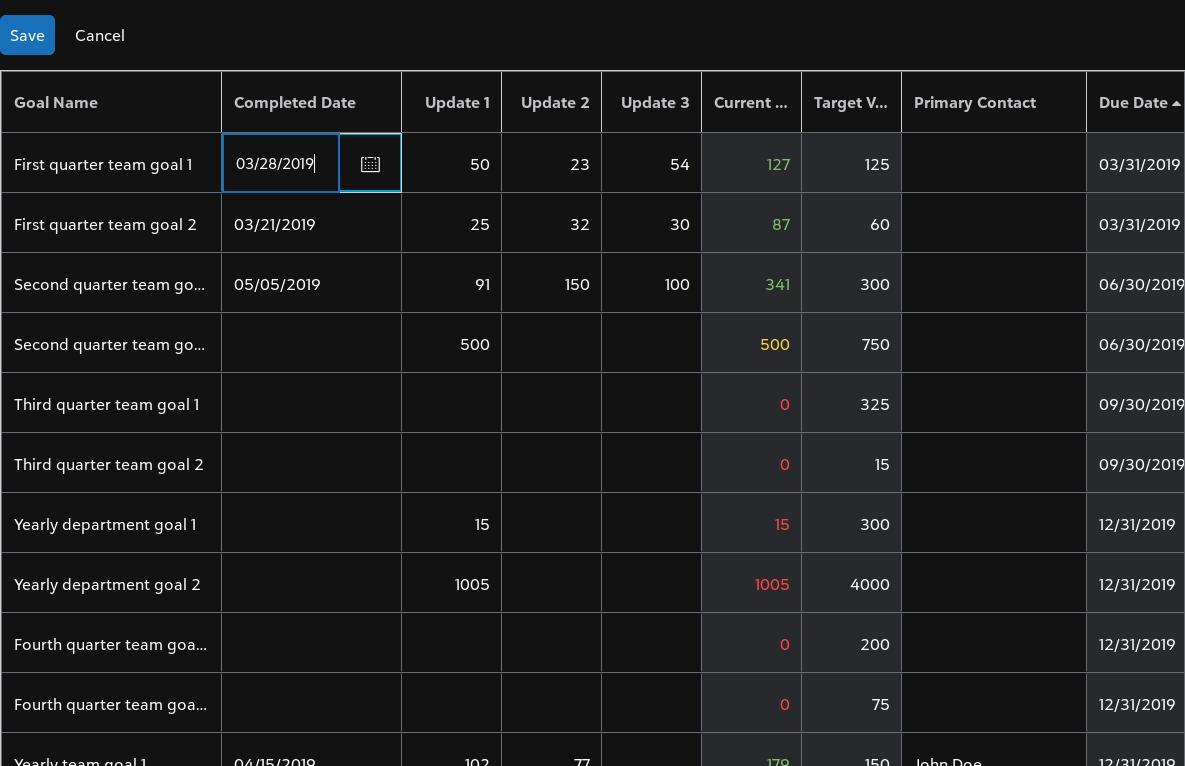 Save Cancel
Goal Name Completed Date Update 1 Update 2 Update 3 Current ... Target V... Primary Contact Due Date
First quarter team goal 1 03/28/2019 50 23 54 127 125 03/31/2019
First quarter team goal 2 03/21/2019 25 32 30 87 60 03/31/2019
Second quarter team go... 05/05/2019 91 150 100 341 300 06/30/2019
Second quarter team go... 500 500 750 06/30/2019
Third quarter team goal 1 0 325 09/30/2019
Third quarter team goal 2 0 15 09/30/2019
Yearly department goal 1 15 15 300 12/31/2019
Yearly department goal 2 1005 1005 4000 12/31/2019
Fourth quarter team goa... 0 200 12/31/2019
Fourth quarter team goa... 0 75 12/31/2019
Yearly team goal 1 04/15/2019 102 77 179 150 John Doe 12/31/2019